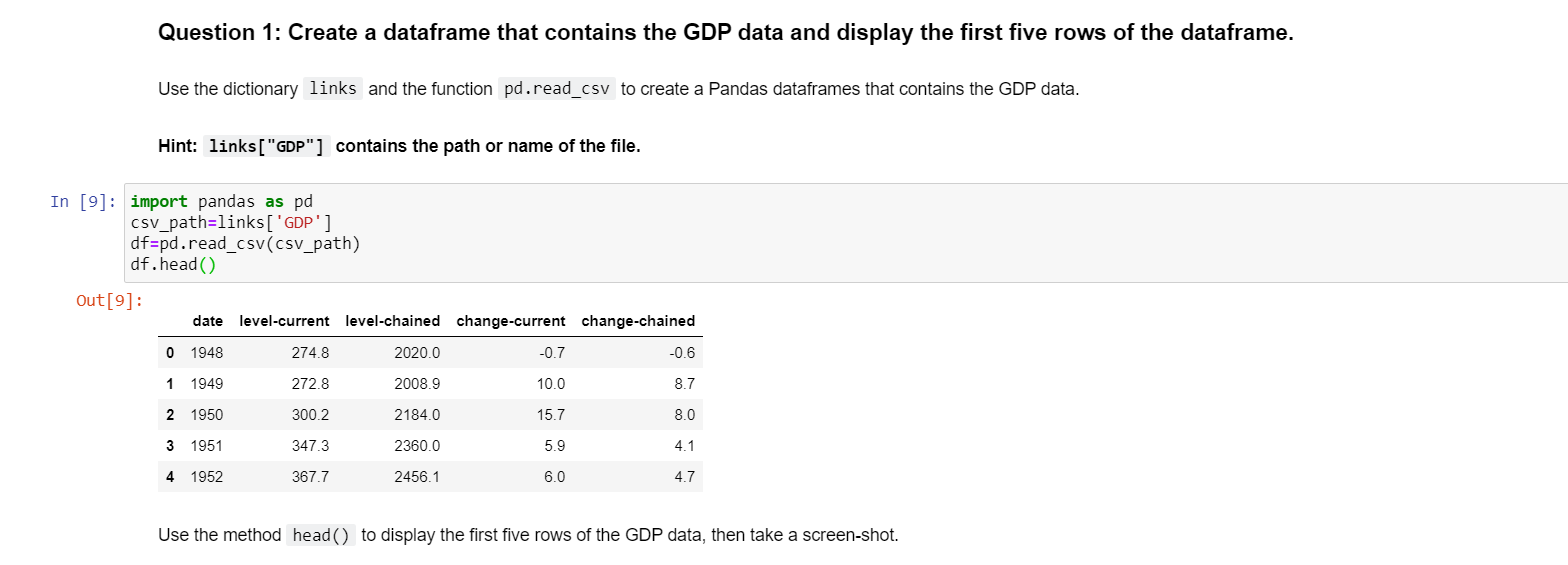 Question 1: Create a dataframe that contains the GDP data and display the first five rows of the dataframe.
Use the dictionary links and the function pd.read_csv to create a Pandas dataframes that contains the GDP data.
Hint: links["GDP"] contains the path or name of the file.
In [9]: import pandas as pd
csv_path=links['GDP']
df=pd.read_csv(csv_path)
df.head()
Out[9]:
date level-current level-chained change-current change-chained
0 1948 274.8 2020.0 -0.7 -0.6
1 1949 272.8 2008.9 10.0 8.7
2 1950 300.2 2184.0 15.7 8.0
3 1951 347.3 2360.0 5.9 4.1
4 1952 367.7 2456.1 6.0 4.7
Use the method head() to display the first five rows of the GDP data, then take a screen-shot.